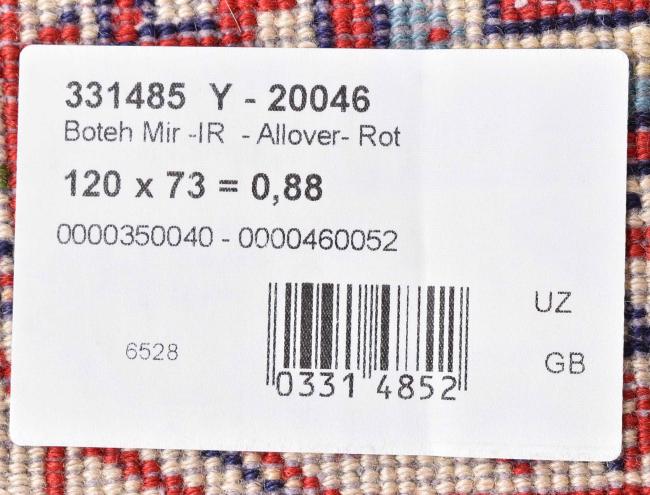 331485 Y - 20046
Boteh Mir -IR - Allover- Rot
120 x 73 = 0,88
0000350040 - 0000460052
UZ
6528
GB
0331 4852